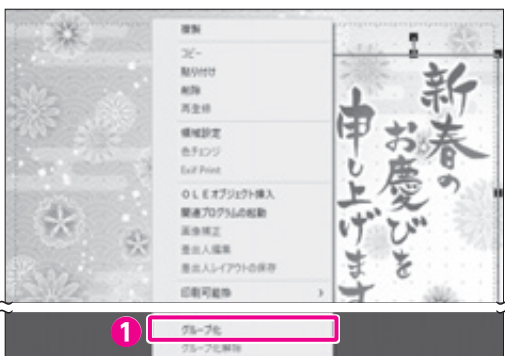 複製
コピー
貼り付け
削除
再登録
領域設定
色チェンジ
Exif Print
OLEオブジェクト挿入
関連プログラムの起動
画像補正
差出人編集
差出人レイアウトの保存
印刷可能物
グループ化
グループ化解除
1
新春の
お慶びを
申し上げます